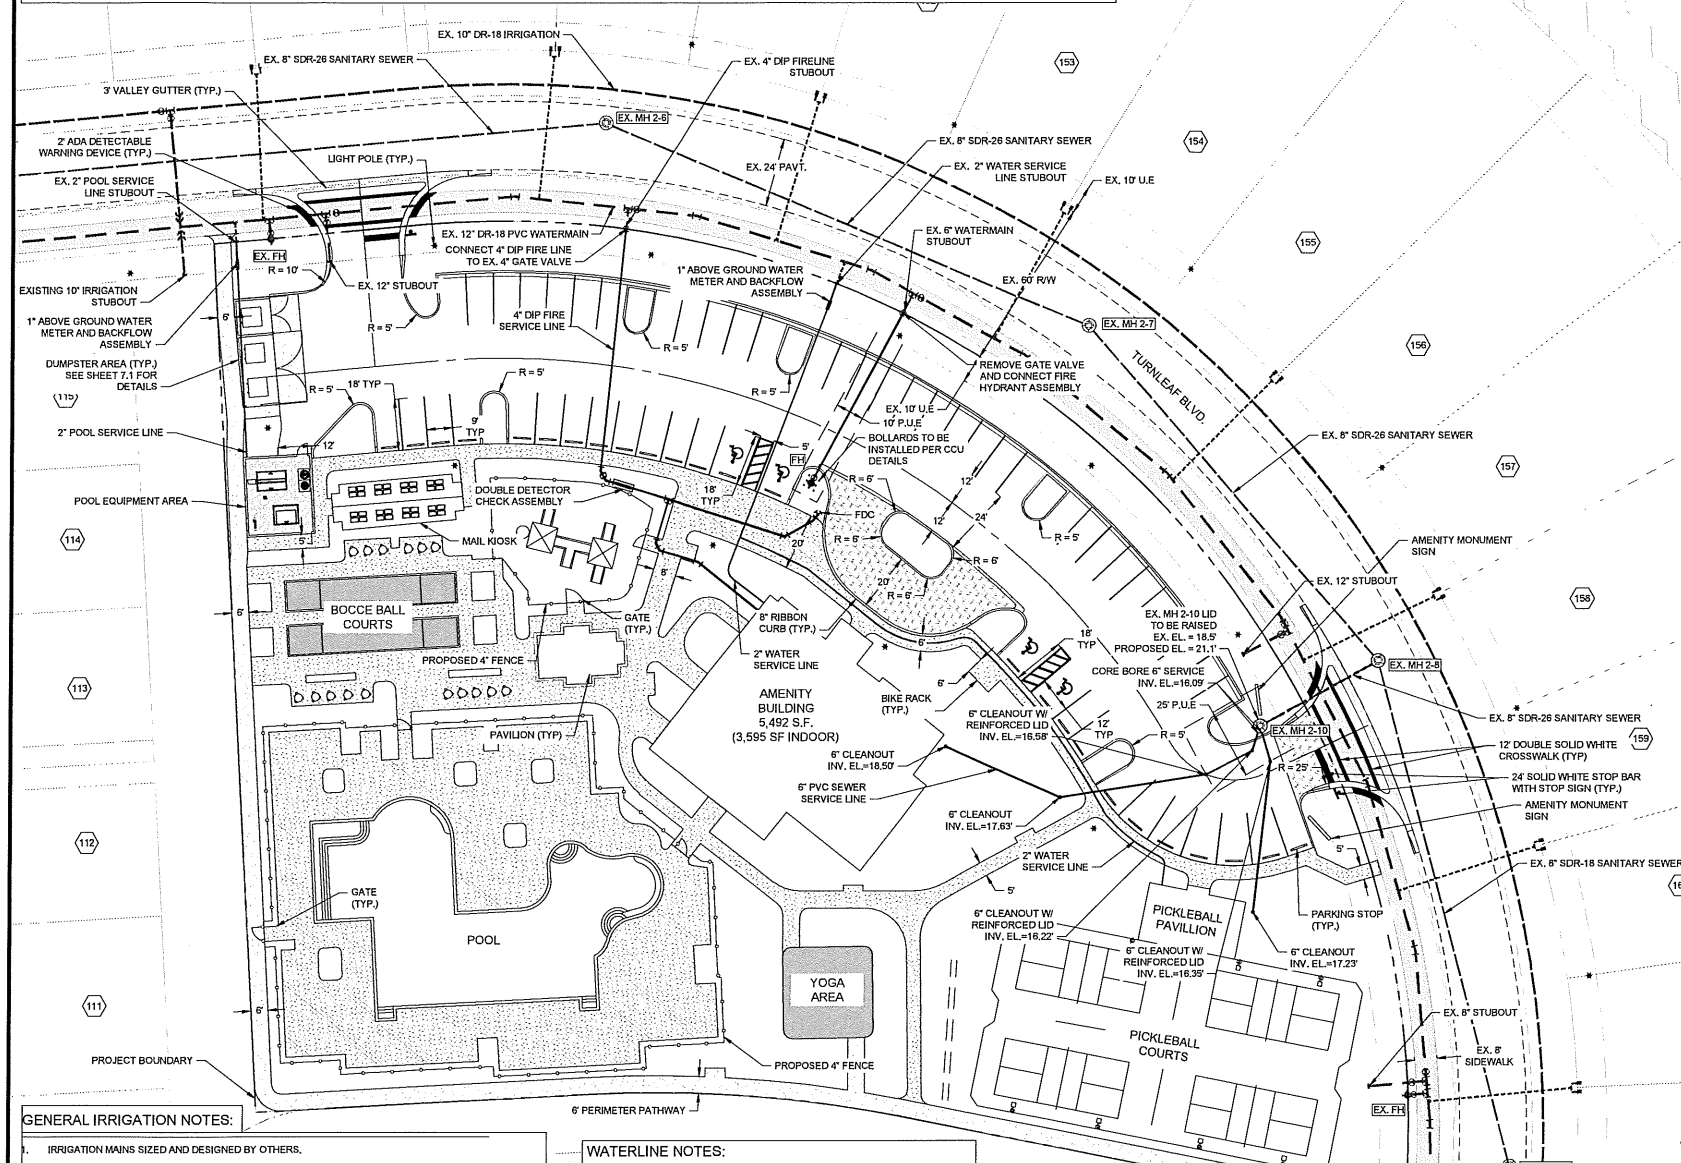 EX. 10" DR-18 IRRIGATION
EX. 8" SDR-26 SANITARY SEWER
3' VALLEY GUTTER (TYP.)
2' ADA DETECTABLE
WARNING DEVICE (TYP.)
EX. 2" POOL SERVICE
LINE STUBOUT
LIGHT POLE (TYP.)
EX. MH 2-6
EX. 4" DIP FIRELINE
STUBOUT
153
154
EX. 8" SDR-26 SANITARY SEWER
EX. 2" WATER SERVICE
LINE STUBOUT
EX. 24' PAVT.
EX. 10' U.E
EX. 12" DR-18 PVC WATERMAIN
CONNECT 4" DIP FIRE LINE
TO EX. 4" GATE VALVE
EX. 6" WATERMAIN
STUBOUT
155
EX. FH
R = 10'
EX. 12" STUBOUT
EXISTING 10" IRRIGATION
STUBOUT
1" ABOVE GROUND WATER
METER AND BACKFLOW
ASSEMBLY
EX. 60' R/W
1" ABOVE GROUND WATER
METER AND BACKFLOW
ASSEMBLY
6'
R = 5'
4" DIP FIRE
SERVICE LINE
R = 5'
EX. MH 2-7
156
TURNLEAF BLVD.
DUMPSTER AREA (TYP.)
SEE SHEET 7.1 FOR
DETAILS
115
R = 5'
18' TYP
R = 5'
R = 5'
REMOVE GATE VALVE
AND CONNECT FIRE
HYDRANT ASSEMBLY
EX. 10' U.E
10' P.U.E
9'
TYP
2" POOL SERVICE LINE
12'
5'
BOLLARDS TO BE
INSTALLED PER CCU
DETAILS
EX. 8" SDR-26 SANITARY SEWER
157
FH
POOL EQUIPMENT AREA
DOUBLE DETECTOR
CHECK ASSEMBLY
18'
TYP
R = 6'
12'
FDC
12'
24'
R = 5'
114
MAIL KIOSK
5'
20'
R = 6'
R = 6'
AMENITY MONUMENT
SIGN
8'
20'
R = 6'
EX. 12" STUBOUT
158
6'
BOCCE BALL
COURTS
GATE
(TYP.)
8" RIBBON
CURB (TYP.)
EX. MH 2-10 LID
TO BE RAISED
EX. EL. = 18.5'
PROPOSED EL. = 21.1'
18'
TYP
6'
PROPOSED 4" FENCE
2" WATER
SERVICE LINE
EX. MH 2-8
CORE BORE 6" SERVICE
INV. EL.=16.09'
113
6'
AMENITY
BUILDING
5,492 S.F.
(3,595 SF INDOOR)
BIKE RACK
(TYP.)
25' P.U.E
6" CLEANOUT W/
REINFORCED LID
INV. EL.=16.58'
12'
TYP
EX. 8" SDR-26 SANITARY SEWER
PAVILION (TYP)
R = 5'
EX. MH 2-10
159
6" CLEANOUT
INV. EL.=18.50'
12' DOUBLE SOLID WHITE
CROSSWALK (TYP)
R = 25'
24' SOLID WHITE STOP BAR
WITH STOP SIGN (TYP.)
6" PVC SEWER
SERVICE LINE
6" CLEANOUT
INV. EL.=17.63'
AMENITY MONUMENT
SIGN
112
2" WATER
SERVICE LINE
5'
EX. 8" SDR-18 SANITARY SEWER
5'
GATE
(TYP.)
PICKLEBALL
PAVILLION
PARKING STOP
(TYP.)
6" CLEANOUT W/
REINFORCED LID
INV. EL.=16.22'
POOL
6" CLEANOUT W/
REINFORCED LID
INV. EL.=16.35'
6" CLEANOUT
INV. EL.=17.23'
YOGA
AREA
111
6'
EX. 8" STUBOUT
PICKLEBALL
COURTS
EX. 8'
SIDEWALK
PROJECT BOUNDARY
PROPOSED 4" FENCE
6' PERIMETER PATHWAY
EX. FH
GENERAL IRRIGATION NOTES:
1. IRRIGATION MAINS SIZED AND DESIGNED BY OTHERS.
WATERLINE NOTES: